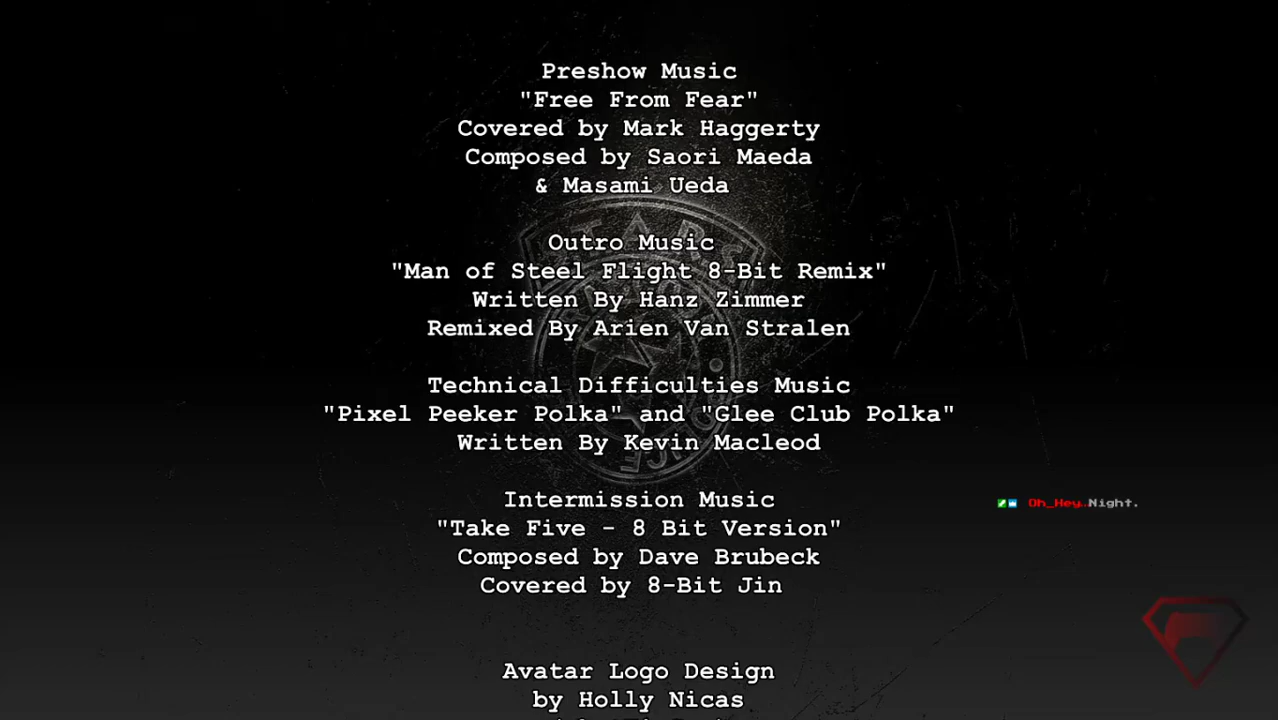 Preshow Music
"Free From Fear"
Covered by Mark Haggerty
Composed by Saori Maeda
& Masami Ueda
STARS
Outro Music
"Man of Steel Flight 8-Bit Remix"
Written By Hanz Zimmer
Remixed By Arien Van Stralen
Technical Difficulties Music
"Pixel Peeker Polka" and "Glee Club Polka"
Written By Kevin Macleod
Intermission Music
"Take Five - 8 Bit Version"
Composed by Dave Brubeck
Covered by 8-Bit Jin
Oh_Hey..Night.
Avatar Logo Design
by Holly Nicas